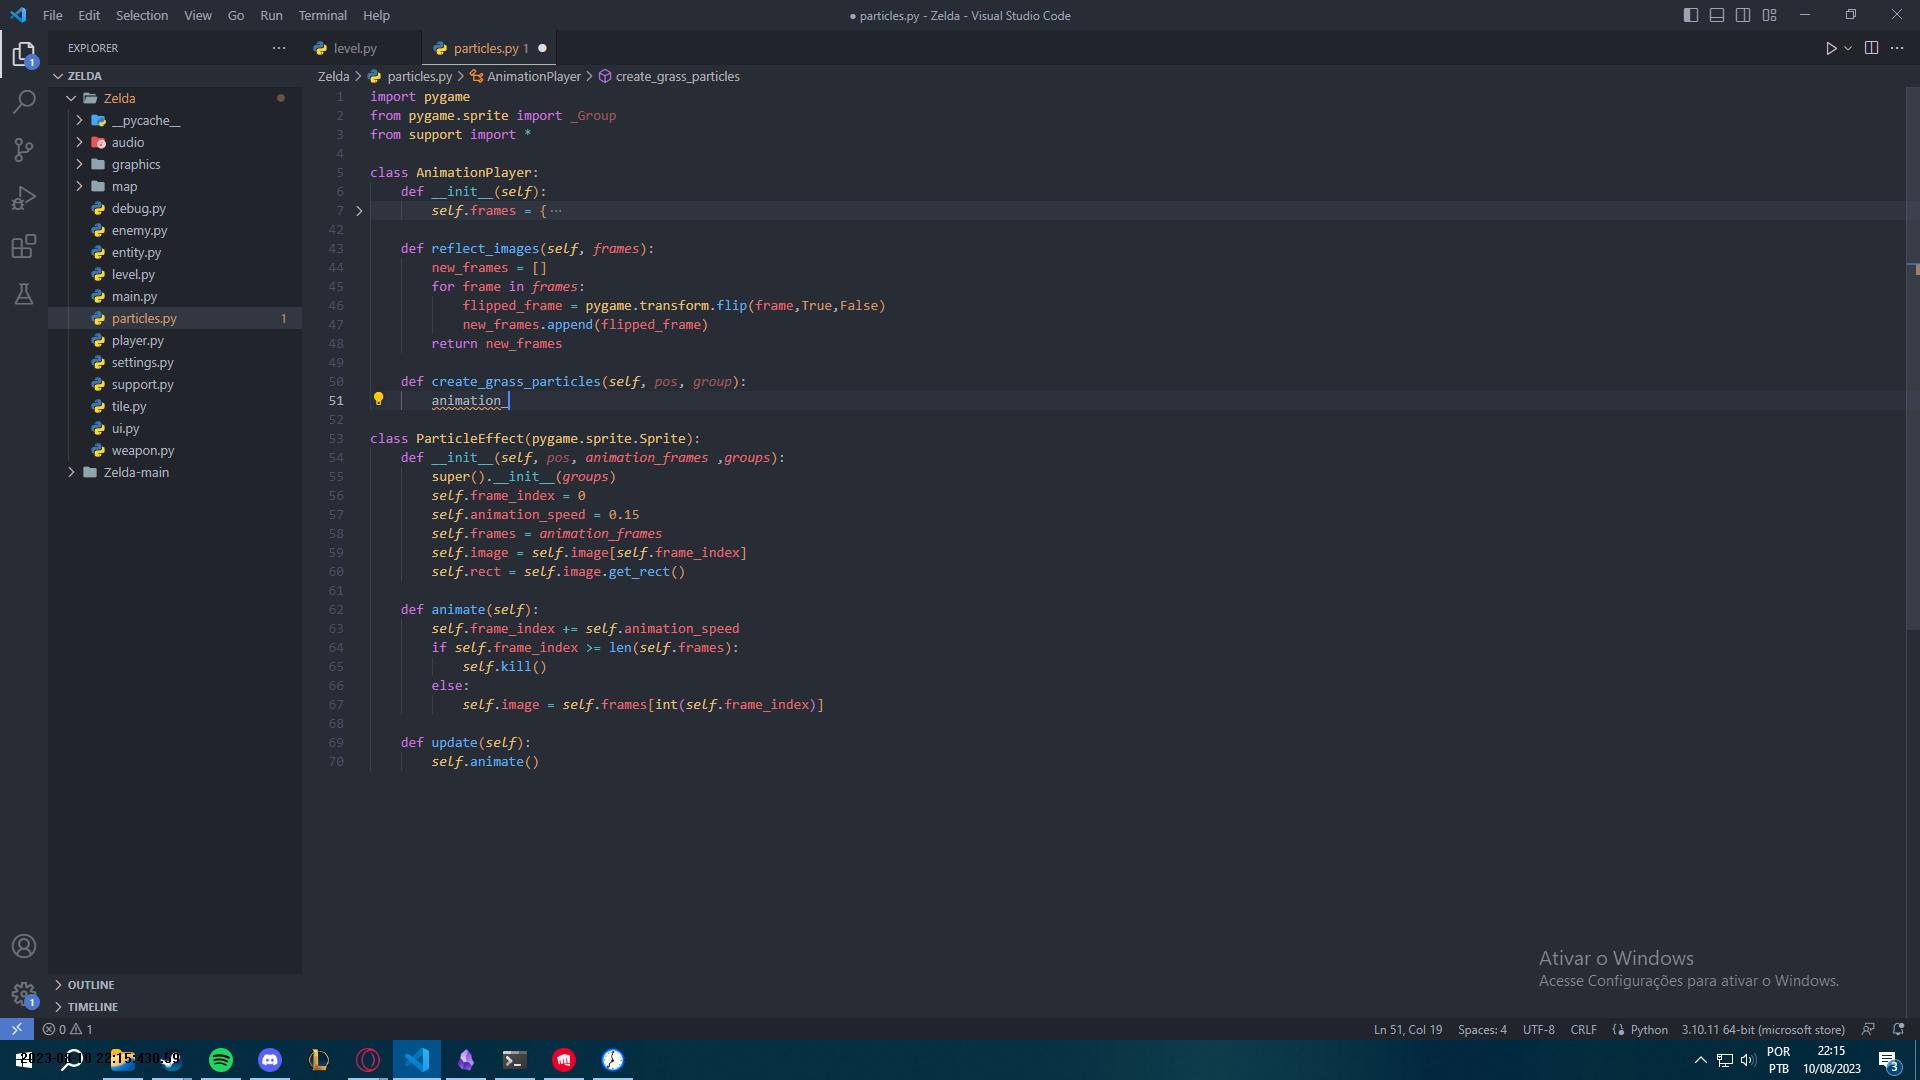 File Edit Selection View Go Run Terminal Help
● particles.py - Zelda - Visual Studio Code
EXPLORER
level.py
particles.py 1
ZELDA
Zelda > particles.py > AnimationPlayer > create_grass_particles
Zelda
__pycache__
audio
graphics
map
debug.py
enemy.py
entity.py
level.py
main.py
particles.py 1
player.py
settings.py
support.py
tile.py
ui.py
weapon.py
Zelda-main
OUTLINE
TIMELINE
1 import pygame
2 from pygame.sprite import _Group
3 from support import *
4
5 class AnimationPlayer:
6     def __init__(self):
7         self.frames = {···
42
43     def reflect_images(self, frames):
44         new_frames = []
45         for frame in frames:
46             flipped_frame = pygame.transform.flip(frame,True,False)
47             new_frames.append(flipped_frame)
48         return new_frames
49
50     def create_grass_particles(self, pos, group):
51         animation_
52
53 class ParticleEffect(pygame.sprite.Sprite):
54     def __init__(self, pos, animation_frames ,groups):
55         super().__init__(groups)
56         self.frame_index = 0
57         self.animation_speed = 0.15
58         self.frames = animation_frames
59         self.image = self.image[self.frame_index]
60         self.rect = self.image.get_rect()
61
62     def animate(self):
63         self.frame_index += self.animation_speed
64         if self.frame_index >= len(self.frames):
65             self.kill()
66         else:
67             self.image = self.frames[int(self.frame_index)]
68
69     def update(self):
70         self.animate()
Ativar o Windows
Acesse Configurações para ativar o Windows.
1
1
0 1
Ln 51, Col 19 Spaces: 4 UTF-8 CRLF Python 3.10.11 64-bit (microsoft store)
POR
PTB
22:15
10/08/2023
3